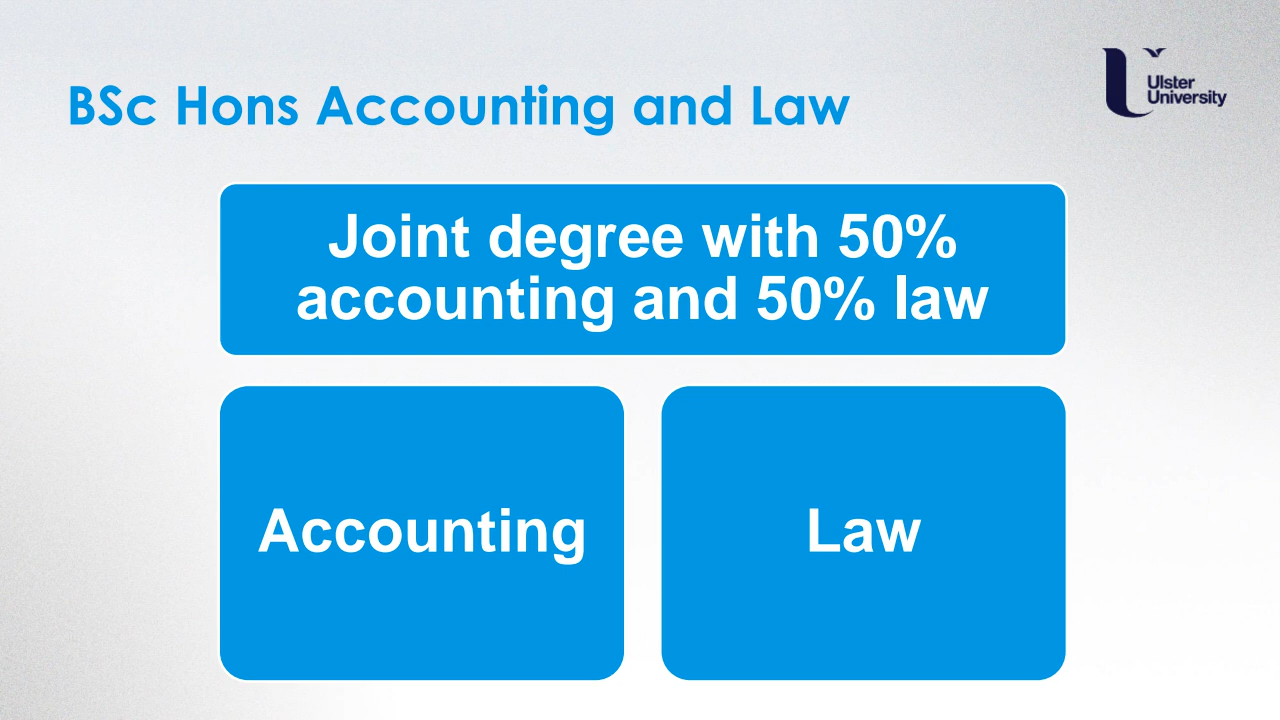 BSc Hons Accounting and Law
Ulster
University
Joint degree with 50%
accounting and 50% law
Accounting
Law